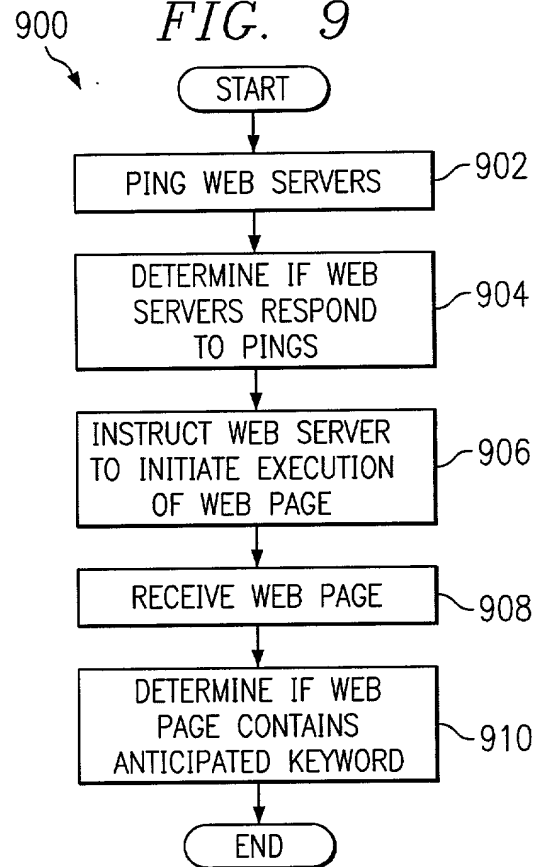 FIG. 9
900
START
PING WEB SERVERS
902
DETERMINE IF WEB
SERVERS RESPOND
TO PINGS
904
INSTRUCT WEB SERVER
TO INITIATE EXECUTION
OF WEB PAGE
906
RECEIVE WEB PAGE
908
DETERMINE IF WEB
PAGE CONTAINS
ANTICIPATED KEYWORD
910
END